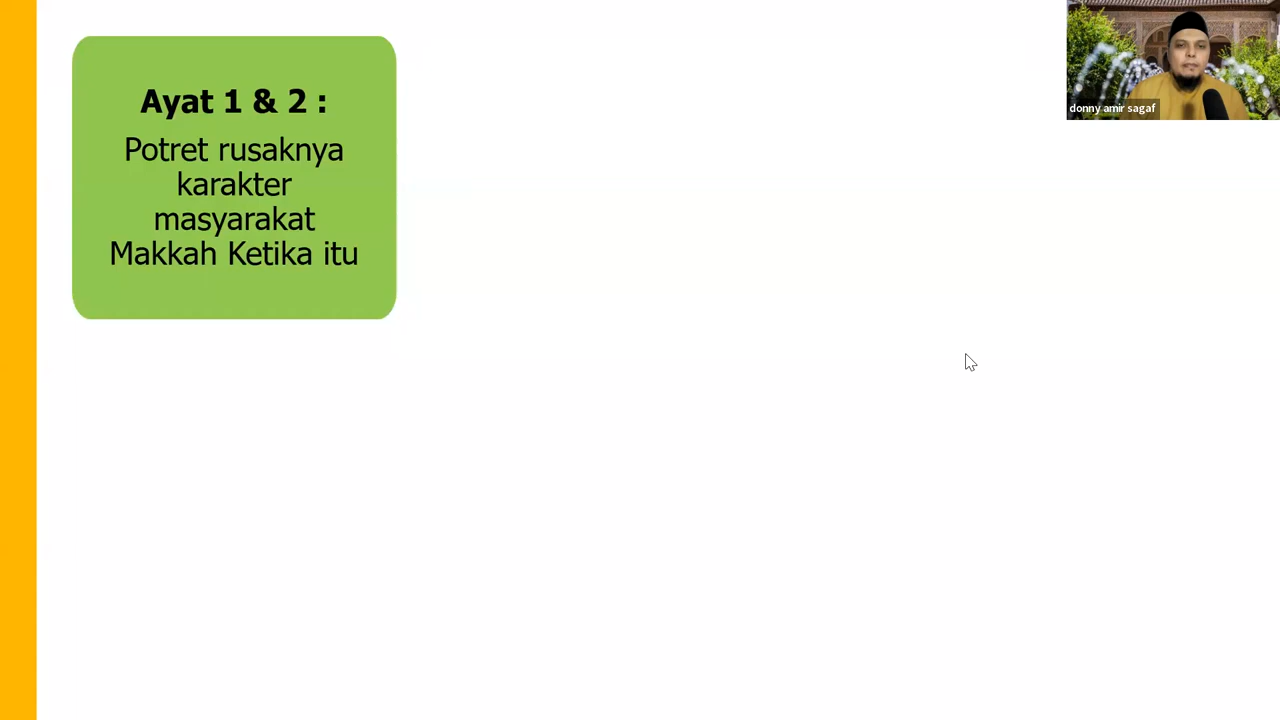 Ayat 1 & 2 :
Potret rusaknya
karakter
masyarakat
Makkah Ketika itu
donny amir sagaf